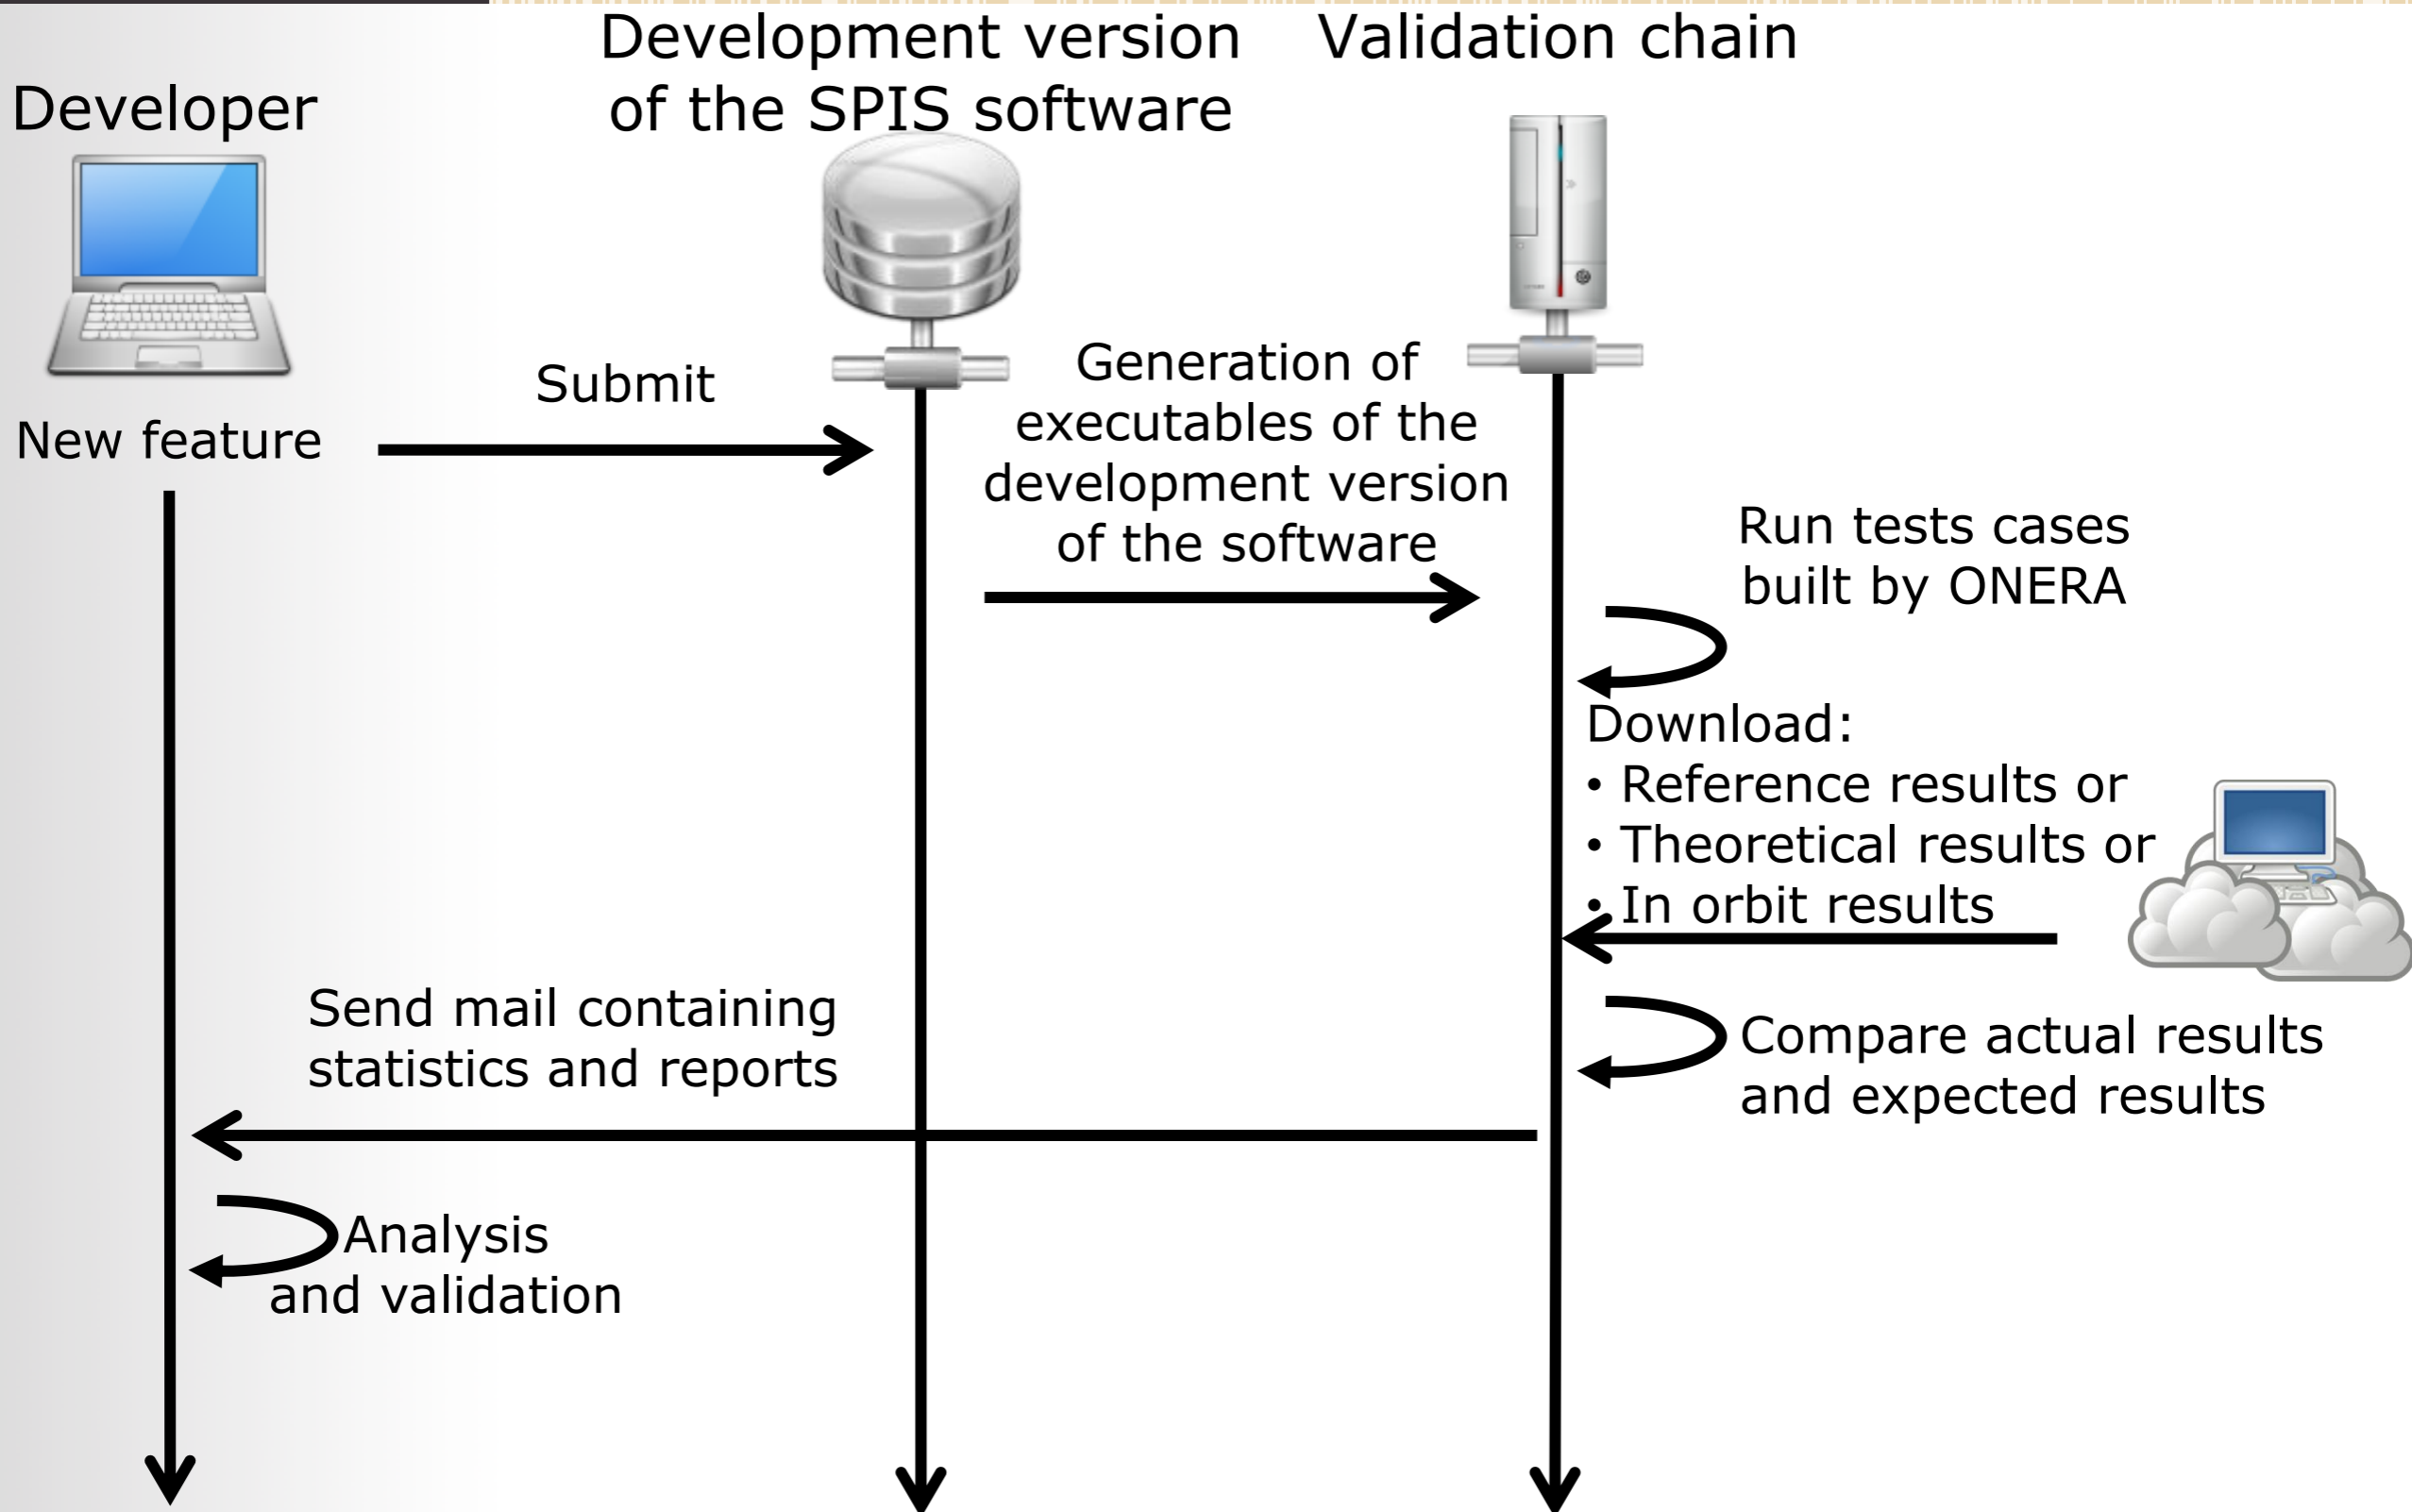 Development version
of the SPIS software
Validation chain
Developer
New feature
Submit
Generation of
executables of the
development version
of the software
Run tests cases
built by ONERA
Download:
• Reference results or
• Theoretical results or
• In orbit results
Compare actual results
and expected results
Send mail containing
statistics and reports
Analysis
and validation